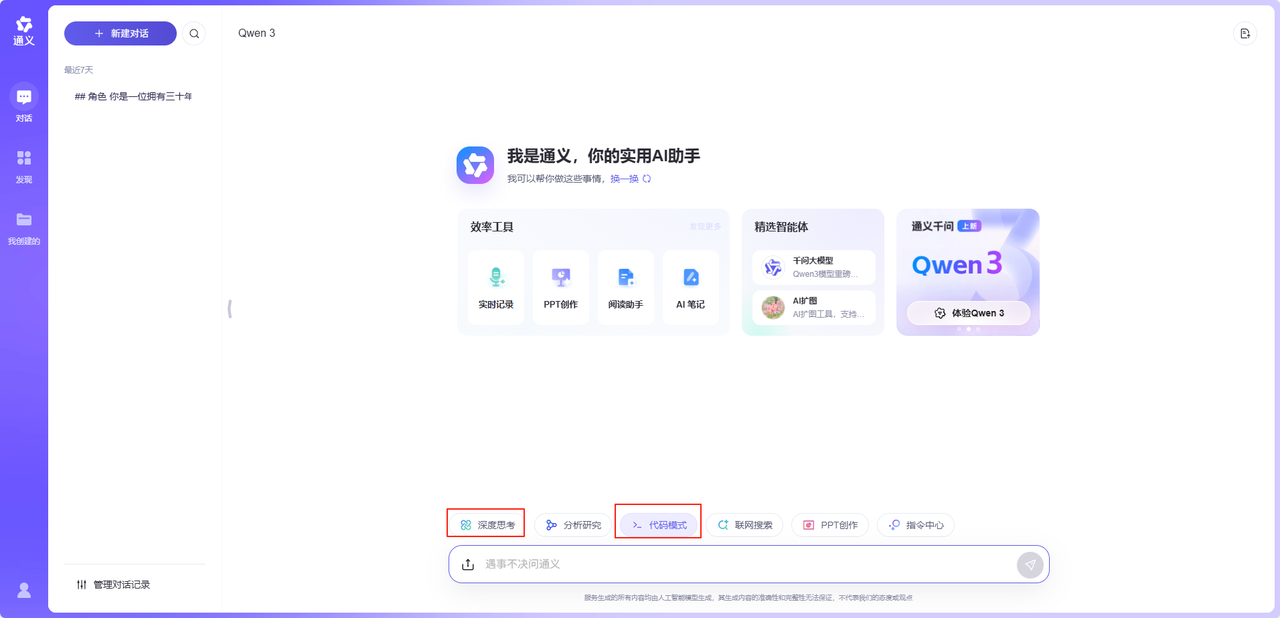 通义
对话
发现
我创建的
+ 新建对话
最近7天
## 角色 你是一位拥有三十年
管理对话记录
Qwen 3
我是通义，你的实用AI助手
我可以帮你做这些事情，换一换
效率工具
发现更多
实时记录
PPT创作
阅读助手
AI 笔记
精选智能体
千问大模型
Qwen3模型重磅...
AI扩图
AI扩图工具，支持...
通义千问 上新
Qwen3
体验Qwen 3
深度思考
分析研究
代码模式
联网搜索
PPT创作
指令中心
遇事不决问通义
服务生成的所有内容均由人工智能模型生成，其生成内容的准确性和完整性无法保证，不代表我们的态度或观点